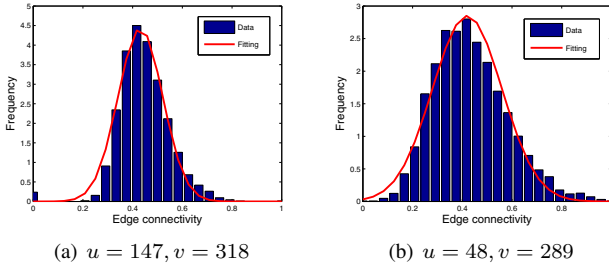 5
4.5
4
3.5
3
2.5
2
1.5
1
0.5
0
Frequency
0
0.2
0.4
0.6
0.8
1
Edge connectivity
Data
Fitting
(a) u = 147, v = 318
3
2.5
2
1.5
1
0.5
0
Frequency
0
0.2
0.4
0.6
0.8
Edge connectivity
Data
Fitting
(b) u = 48, v = 289